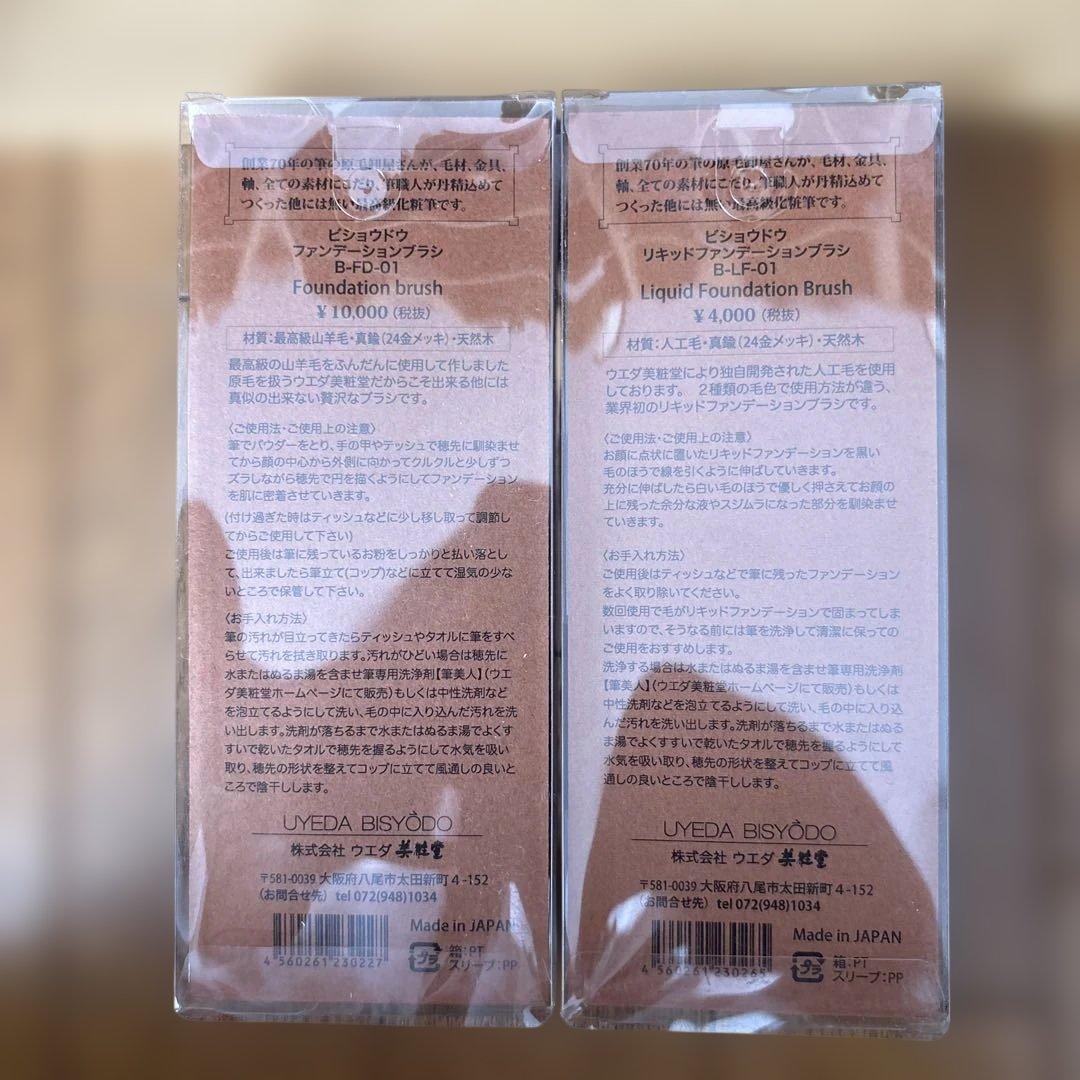 創業70年の筆の原毛卸屋さんが、毛材、金具、
軸、全ての素材にこだり、筆職人が丹精込めて
つくった他には無い最高級化粧筆です。
ビショウドウ
ファンデーションブラシ
B-FD-01
Foundation brush
￥10,000（税抜）
材質：最高級山羊毛・真鍮（24金メッキ）・天然木
最高級の山羊毛をふんだんに使用して作しました
原毛を扱うウエダ美粧堂だからこそ出来る他には
真似の出来ない贅沢なブラシです。
〈ご使用法・ご使用上の注意〉
筆でパウダーをとり、手の甲やテッシュで穂先に馴染ませ
てから顔の中心から外側に向かってクルクルと少しずつ
ズラしながら穂先で円を描くようにしてファンデーション
を肌に密着させていきます。
(付け過ぎた時はティッシュなどに少し移し取って調節し
てからご使用して下さい)
ご使用後は筆に残っているお粉をしっかりと払い落とし
て、出来ましたら筆立て(コップ)などに立てて湿気の少な
いところで保管して下さい。
〈お手入れ方法〉
筆の汚れが目立ってきたらティッシュやタオルに筆をすべ
らせて汚れを拭き取ります。汚れがひどい場合は穂先に
水またはぬるま湯を含ませ筆専用洗浄剤【筆美人】（ウエ
ダ美粧堂ホームページにて販売）もしくは中性洗剤など
を泡立てるようにして洗い、毛の中に入り込んだ汚れを洗
い出します。洗剤が落ちるまで水またはぬるま湯でよくす
すいで乾いたタオルで穂先を握るようにして水気を吸い
取り、穂先の形状を整えてコップに立てて風通しの良いと
ころで陰干しします。
UYEDA BISYŌDO
株式会社 ウエダ美粧堂
〒581-0039 大阪府八尾市太田新町４-152
（お問合せ先） tel 072(948)1034
Made in JAPAN
4 560261 230227
プラ
箱：PT
スリーブ：PP
創業70年の筆の原毛卸屋さんが、毛材、金具、
軸、全ての素材にこだり、筆職人が丹精込めて
つくった他には無い最高級化粧筆です。
ビショウドウ
リキッドファンデーションブラシ
B-LF-01
Liquid Foundation Brush
￥4,000（税抜）
材質：人工毛・真鍮（24金メッキ）・天然木
ウエダ美粧堂により独自開発された人工毛を使用
しております。 ２種類の毛色で使用方法が違う、
業界初のリキッドファンデーションブラシです。
〈ご使用法・ご使用上の注意〉
お顔に点状に置いたリキッドファンデーションを黒い
毛のほうで線を引くように伸ばしていきます。
充分に伸ばしたら白い毛のほうで優しく押さえてお顔の
上に残った余分な液やスジムラになった部分を馴染ませ
ていきます。
〈お手入れ方法〉
ご使用後はティッシュなどで筆に残ったファンデーション
をよく取り除いてください。
数回使用で毛がリキッドファンデーションで固まってしま
いますので、そうなる前には筆を洗浄して清潔に保っての
ご使用をおすすめします。
洗浄する場合は水またはぬるま湯を含ませ筆専用洗浄剤
【筆美人】（ウエダ美粧堂ホームページにて販売）もしくは
中性洗剤などを泡立てるようにして洗い、毛の中に入り込
んだ汚れを洗い出します。洗剤が落ちるまで水またはぬる
ま湯でよくすすいで乾いたタオルで穂先を握るようにして
水気を吸い取り、穂先の形状を整えてコップに立てて風
通しの良いところで陰干しします。
UYEDA BISYŌDO
株式会社 ウエダ美粧堂
〒581-0039 大阪府八尾市太田新町４-152
（お問合せ先） tel 072(948)1034
Made in JAPAN
4 560261 230265
プラ
箱：PT
スリーブ：PP